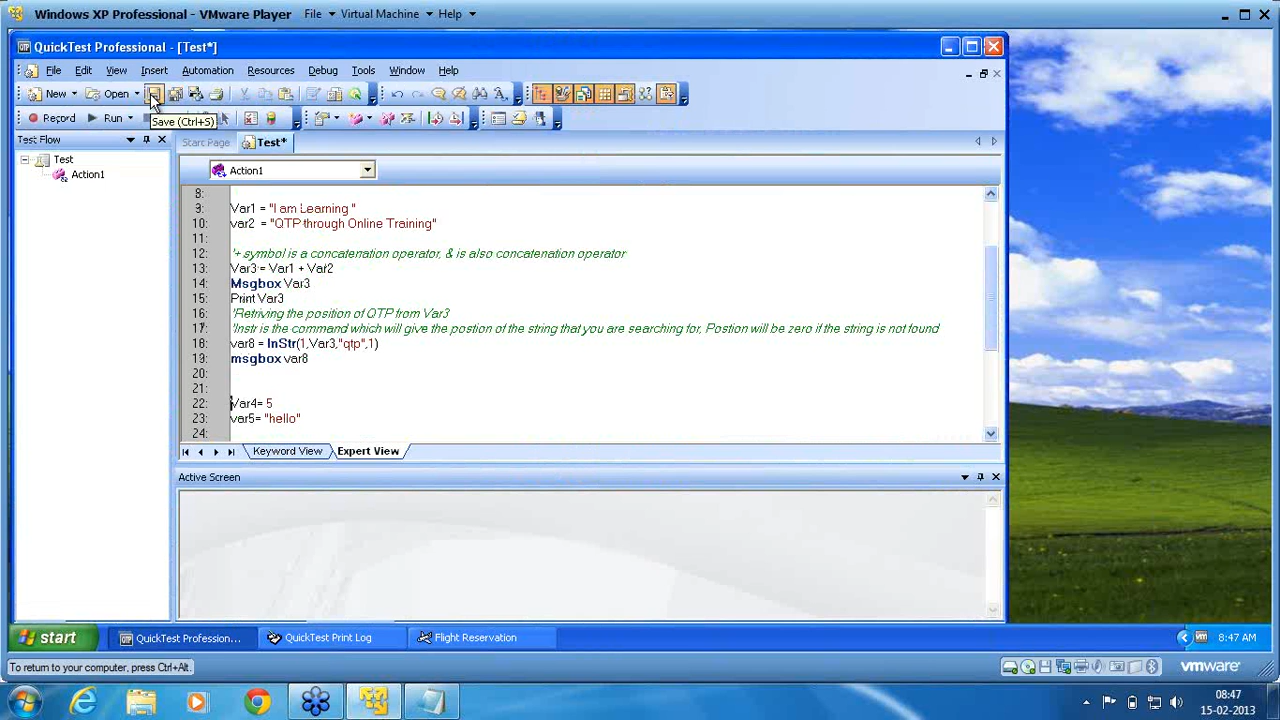 Windows XP Professional - VMware Player File Virtual Machine Help
QuickTest Professional - [Test*]
File Edit View Insert Automation Resources Debug Tools Window Help
New Open
Record Run
Save (Ctrl+S)
Test Flow
Start Page Test*
Test
Action1
Action1
8:
9: Var1 = "I am Learning "
10: var2 = "QTP through Online Training"
11:
12: '+ symbol is a concatenation operator, & is also concatenation operator
13: Var3 = Var1 + Var2
14: Msgbox Var3
15: Print Var3
16: 'Retriving the position of QTP from Var3
17: 'Instr is the command which will give the postion of the string that you are searching for, Postion will be zero if the string is not found
18: var8 = InStr(1,Var3,"qtp",1)
19: msgbox var8
20:
21:
22: Var4= 5
23: var5= "hello"
24:
Keyword View Expert View
Active Screen
start QuickTest Profession... QuickTest Print Log Flight Reservation 8:47 AM
To return to your computer, press Ctrl+Alt. vmware
08:47
15-02-2013